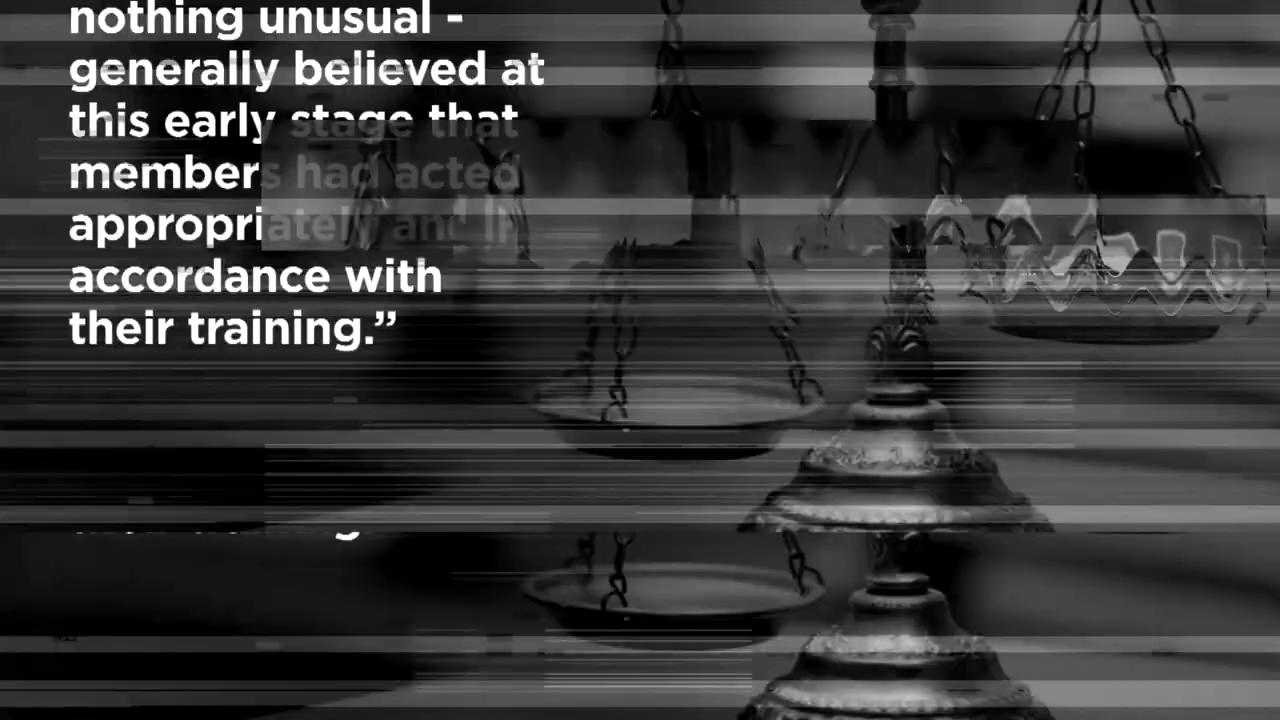 nothing unusual -
generally believed at
this early stage that
members had acted
appropriately and in
accordance with
their training.”